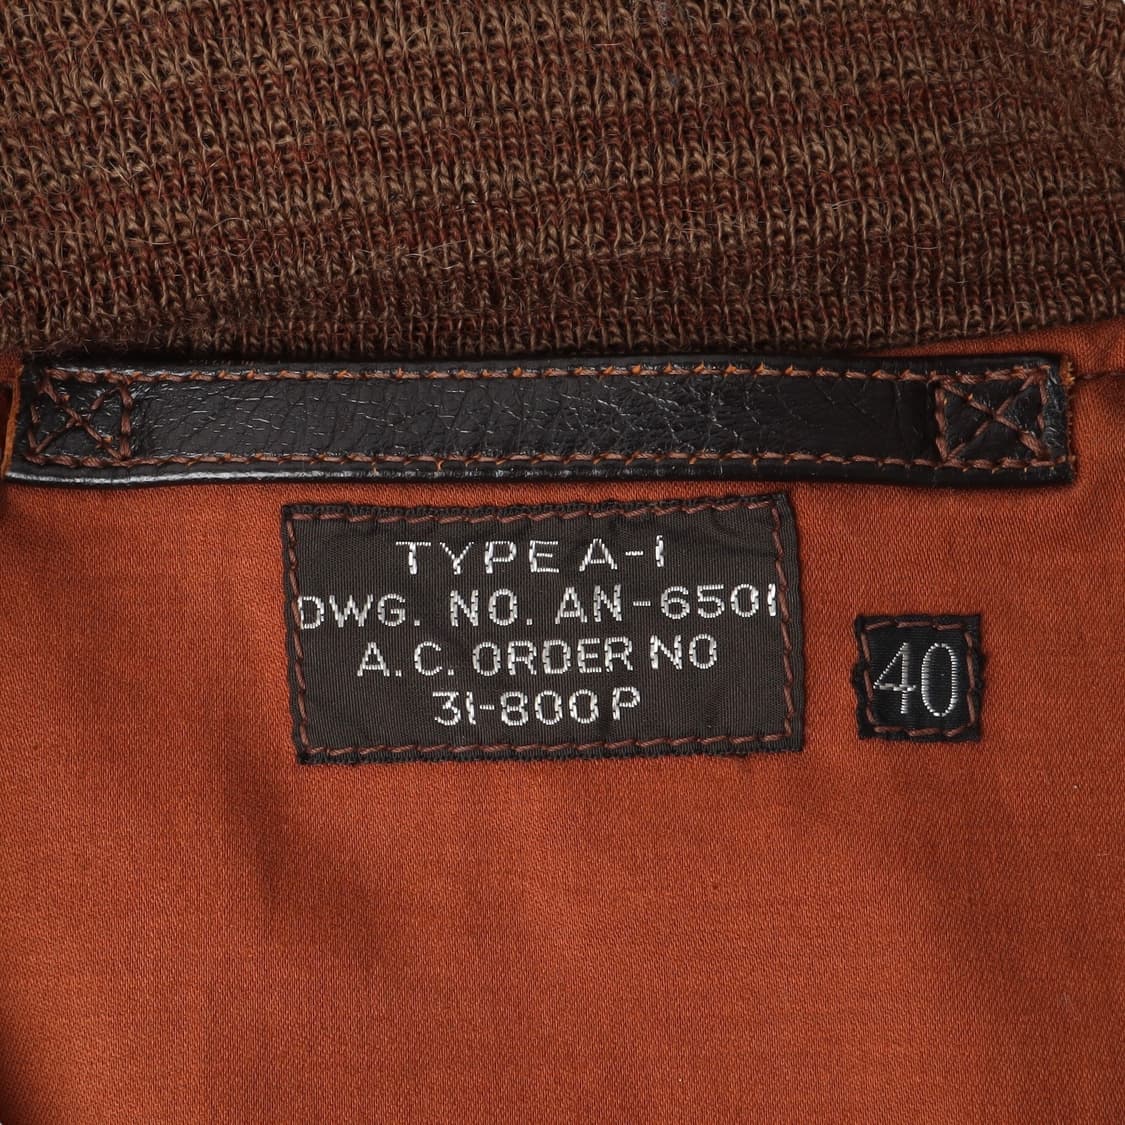 TYPE A-1
DWG. NO. AN-6501
A.C. ORDER NO
31-800P
40